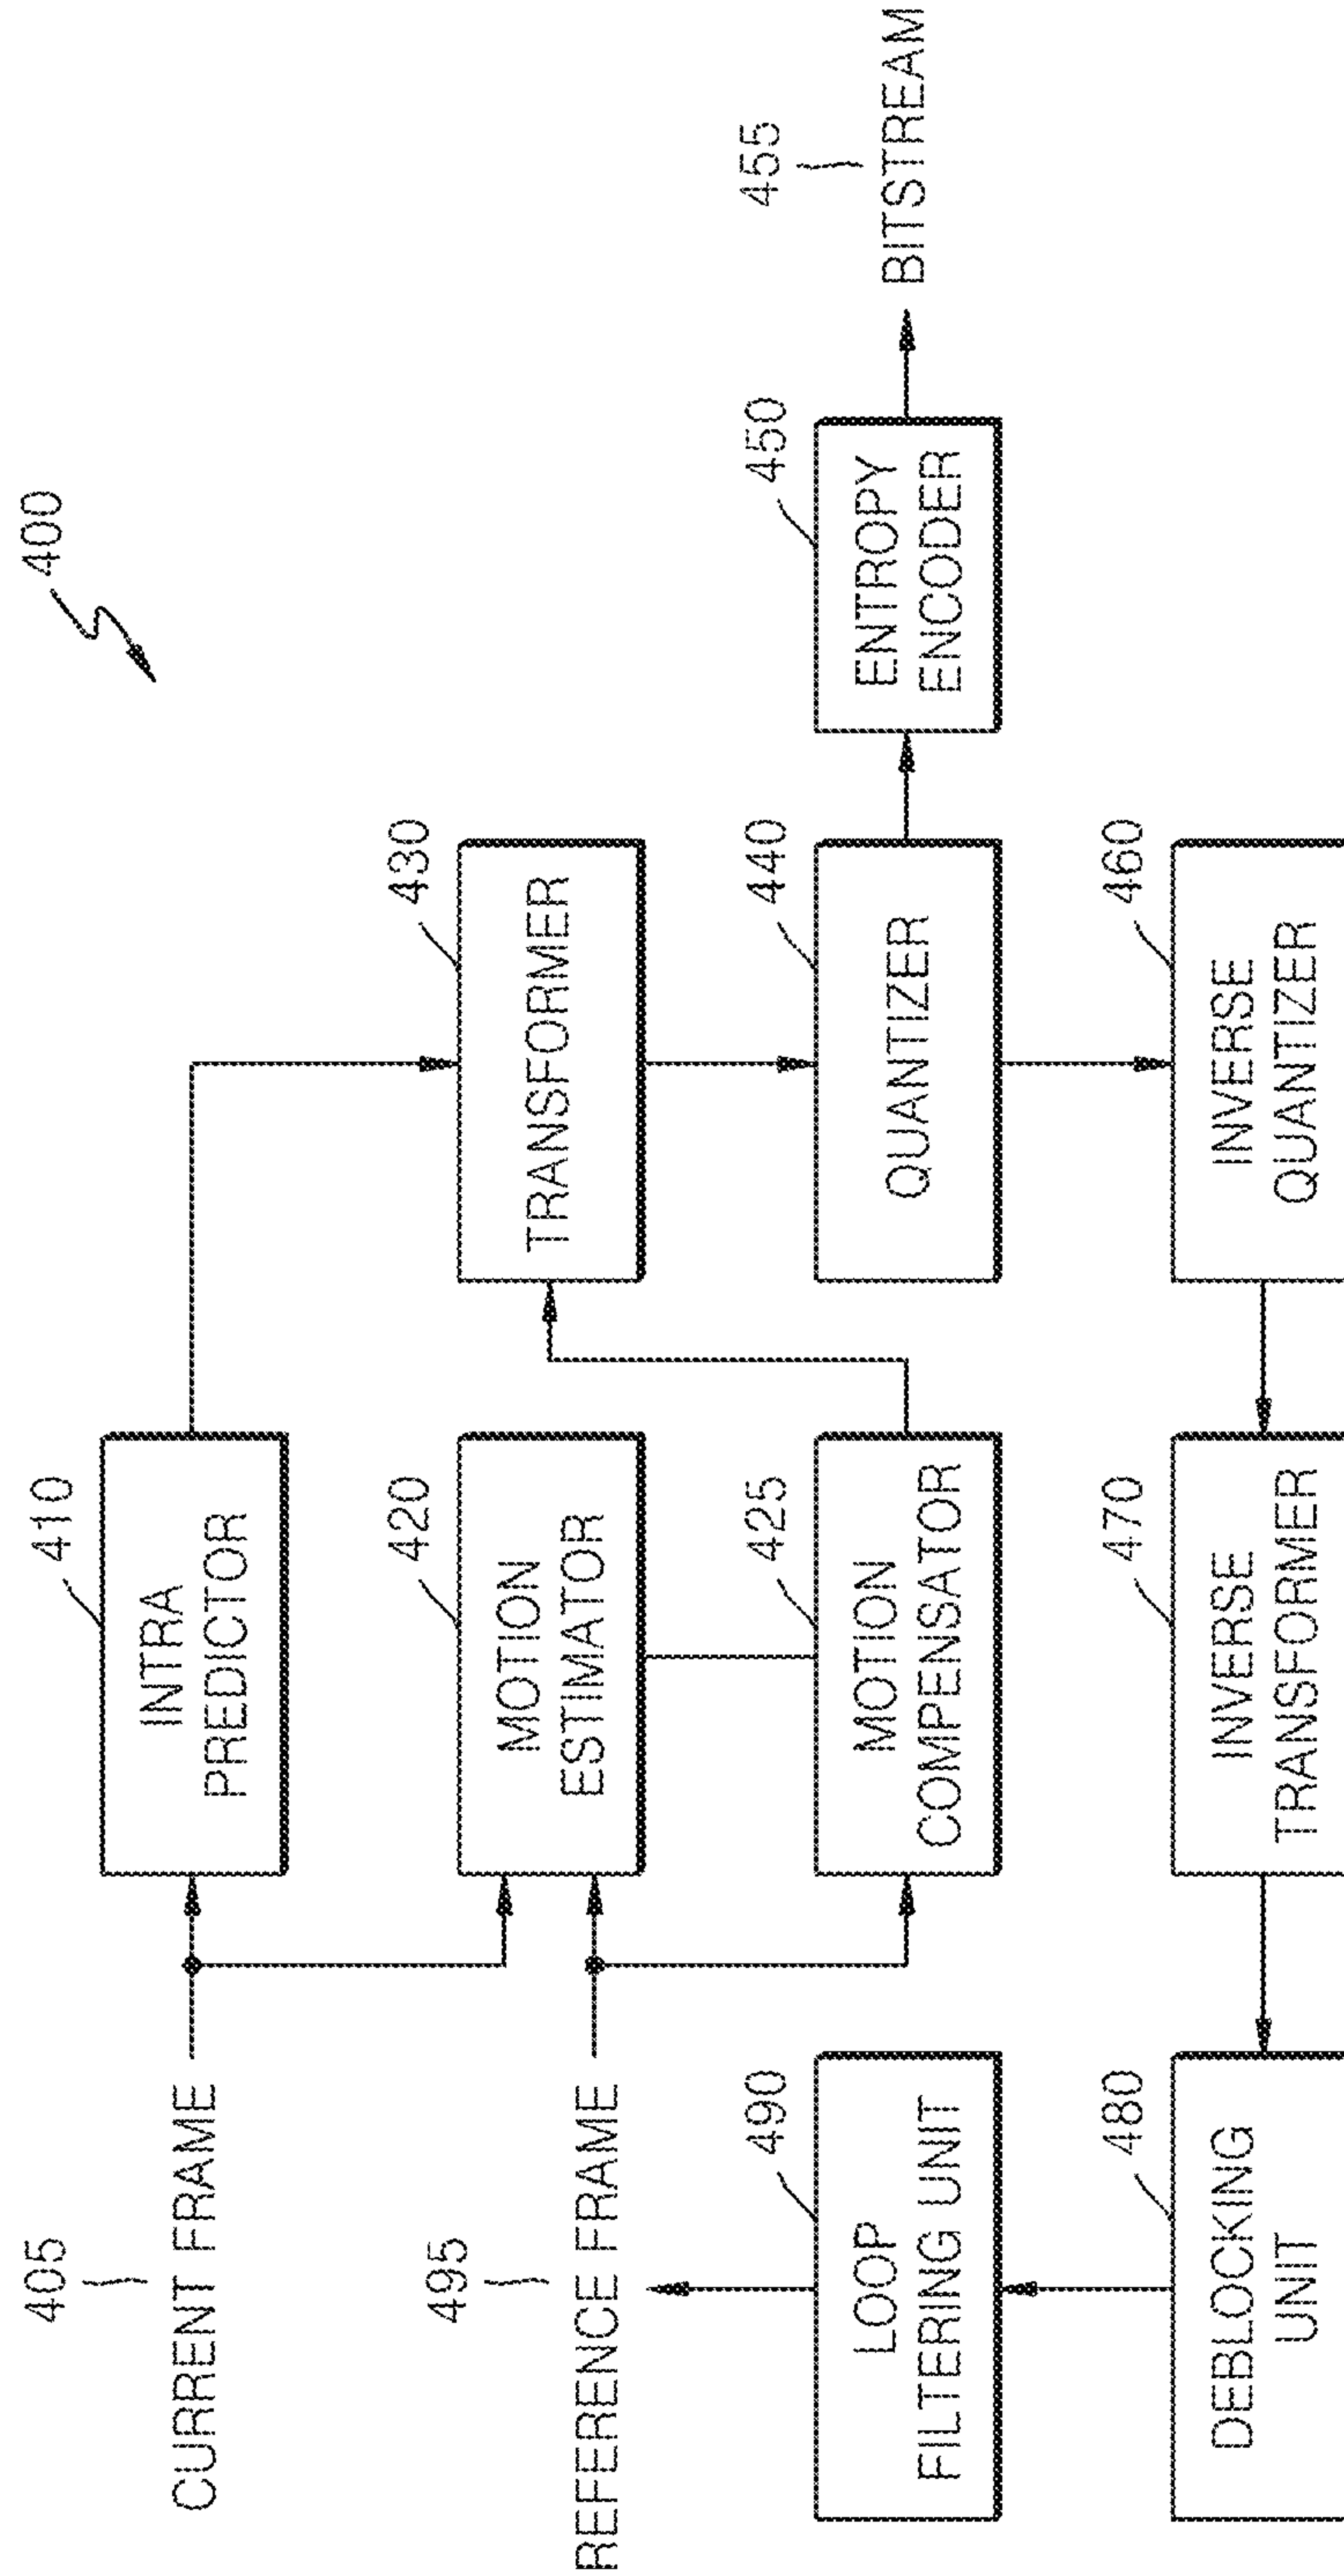 400
405
CURRENT FRAME
410
INTRA
PREDICTOR
495
REFERENCE FRAME
420
MOTION
ESTIMATOR
430
TRANSFORMER
490
LOOP
FILTERING UNIT
425
MOTION
COMPENSATOR
440
QUANTIZER
450
ENTROPY
ENCODER
455
BITSTREAM
480
DEBLOCKING
UNIT
470
INVERSE
TRANSFORMER
460
INVERSE
QUANTIZER